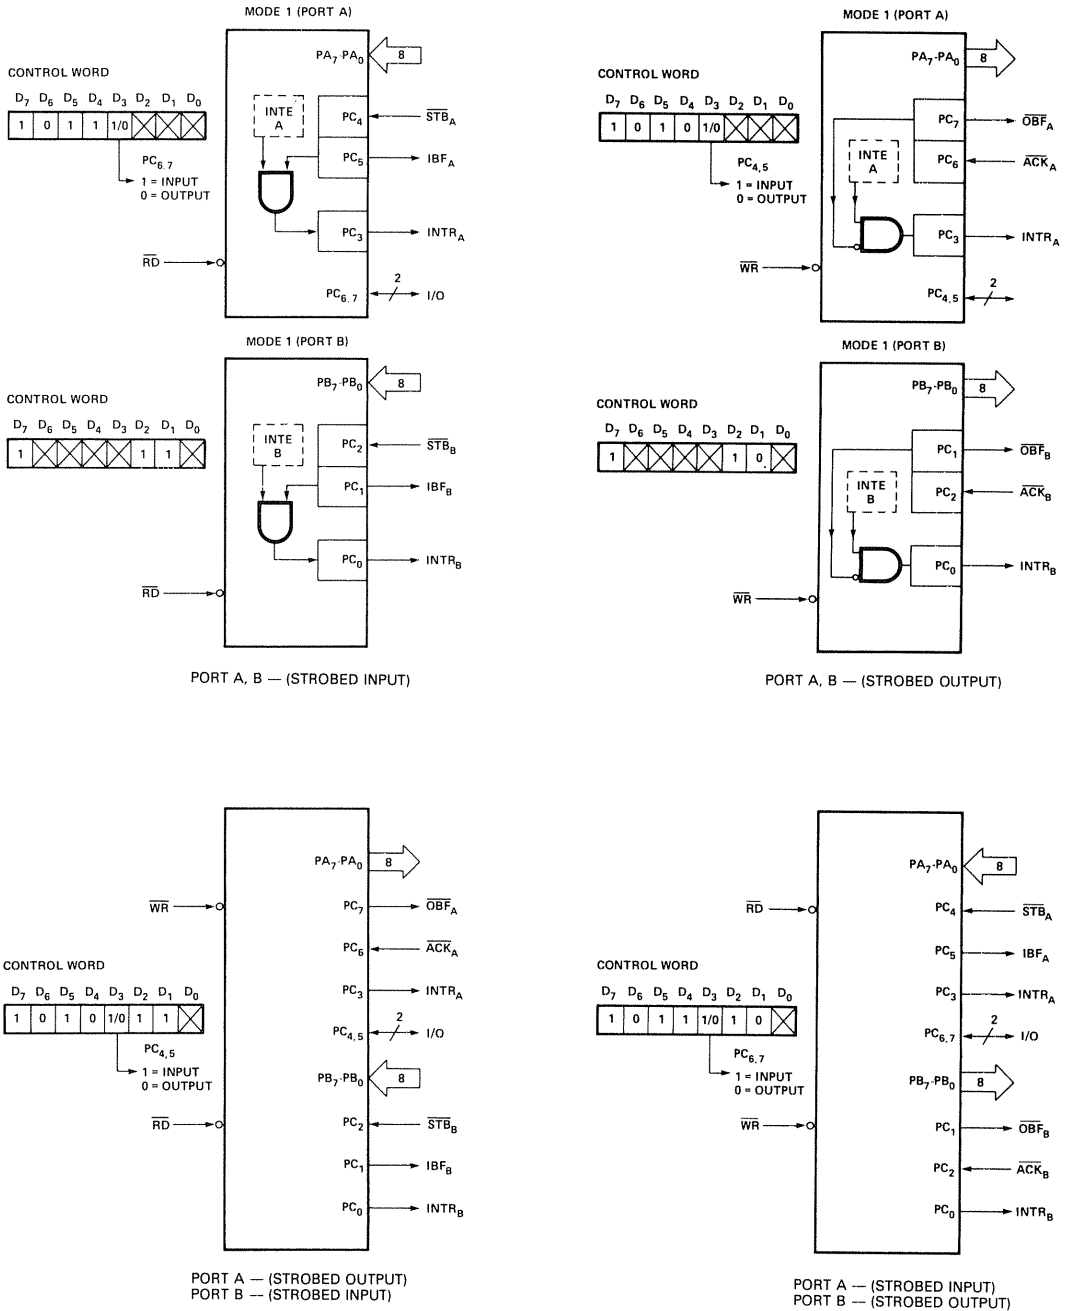 MODE 1 (PORT A)
PA7-PA0
8
CONTROL WORD
D7 D6 D5 D4 D3 D2 D1 D0
1 0 1 1 1/0
PC6,7
1 = INPUT
0 = OUTPUT
INTE
A
PC4
STBA
PC5
IBFA
PC3
INTRA
RD
PC6,7
2
I/O
MODE 1 (PORT B)
PB7-PB0
8
CONTROL WORD
D7 D6 D5 D4 D3 D2 D1 D0
1 1 1
INTE
B
PC2
STBB
PC1
IBFB
PC0
INTRB
RD
PORT A, B — (STROBED INPUT)
MODE 1 (PORT A)
PA7-PA0
8
CONTROL WORD
D7 D6 D5 D4 D3 D2 D1 D0
1 0 1 0 1/0
PC4,5
1 = INPUT
0 = OUTPUT
PC7
OBFA
INTE
A
PC6
ACKA
PC3
INTRA
WR
PC4,5
2
MODE 1 (PORT B)
PB7-PB0
8
CONTROL WORD
D7 D6 D5 D4 D3 D2 D1 D0
1 1 0
PC1
OBFB
INTE
B
PC2
ACKB
PC0
INTRB
WR
PORT A, B — (STROBED OUTPUT)
PA7-PA0
8
WR
PC7
OBFA
PC6
ACKA
CONTROL WORD
D7 D6 D5 D4 D3 D2 D1 D0
1 0 1 0 1/0 1 1
PC4,5
1 = INPUT
0 = OUTPUT
PC3
INTRA
PC4,5
2
I/O
PB7-PB0
8
RD
PC2
STBB
PC1
IBFB
PC0
INTRB
PORT A — (STROBED OUTPUT)
PORT B — (STROBED INPUT)
PA7-PA0
8
RD
PC4
STBA
PC5
IBFA
CONTROL WORD
D7 D6 D5 D4 D3 D2 D1 D0
1 0 1 1 1/0 1 0
PC6,7
1 = INPUT
0 = OUTPUT
PC3
INTRA
PC6,7
2
I/O
PB7-PB0
8
WR
PC1
OBFB
PC2
ACKB
PC0
INTRB
PORT A — (STROBED INPUT)
PORT B — (STROBED OUTPUT)